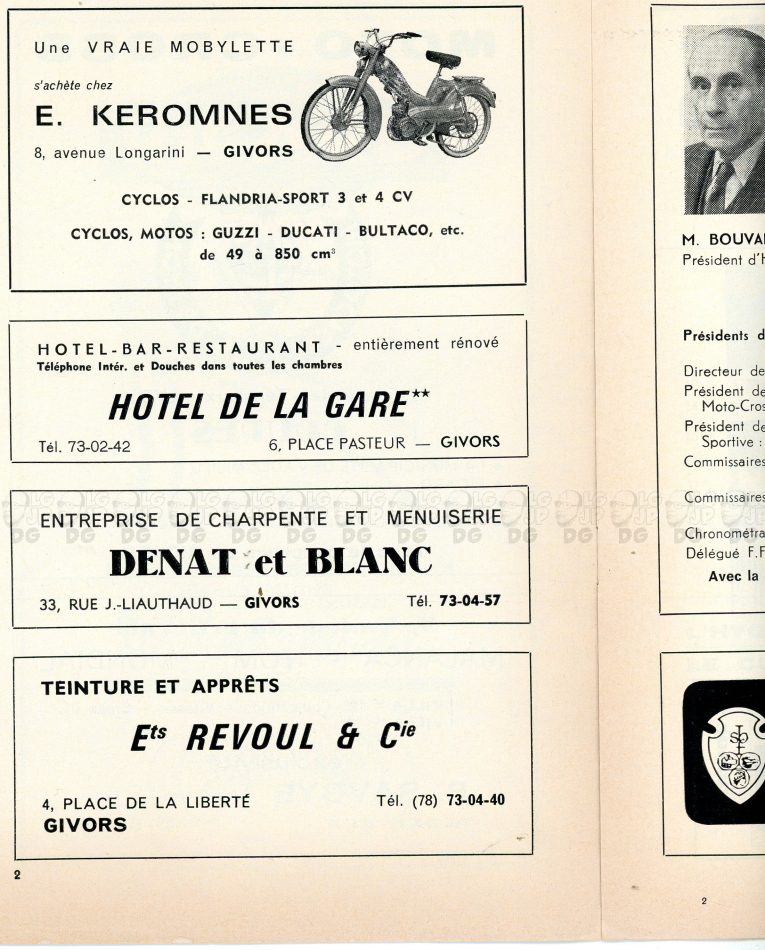 Une VRAIE MOBYLETTE
s'achète chez
E. KEROMNES
8, avenue Longarini — GIVORS
CYCLOS - FLANDRIA-SPORT 3 et 4 CV
CYCLOS, MOTOS : GUZZI - DUCATI - BULTACO, etc.
de 49 à 850 cm³
HOTEL-BAR-RESTAURANT - entièrement rénové
Téléphone Intér. et Douches dans toutes les chambres
HOTEL DE LA GARE**
Tél. 73-02-42 6, PLACE PASTEUR — GIVORS
ENTREPRISE DE CHARPENTE ET MENUISERIE
DENAT et BLANC
33, RUE J.-LIAUTHAUD — GIVORS Tél. 73-04-57
TEINTURE ET APPRÊTS
Ets REVOUL & Cie
4, PLACE DE LA LIBERTÉ Tél. (78) 73-04-40
GIVORS
2
M. BOUVA
Président d'
Présidents d
Directeur de
Président de
Moto-Cros
Président de
Sportive :
Commissaires
Commissaires
Chronométra
Délégué F.F
Avec la
2